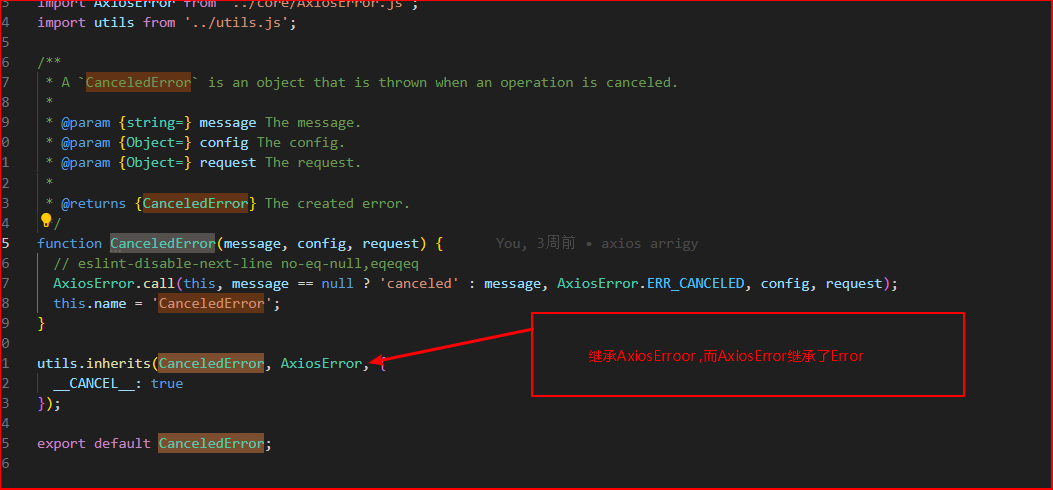 3 import AxiosError from '../core/AxiosError.js';
4 import utils from '../utils.js';
5
6 /**
7 * A `CanceledError` is an object that is thrown when an operation is canceled.
8 *
9 * @param {string=} message The message.
0 * @param {Object=} config The config.
1 * @param {Object=} request The request.
2 *
3 * @returns {CanceledError} The created error.
4 /
5 function CanceledError(message, config, request) { You, 3周前 • axios arrigy
6 // eslint-disable-next-line no-eq-null,eqeqeq
7 AxiosError.call(this, message == null ? 'canceled' : message, AxiosError.ERR_CANCELED, config, request);
8 this.name = 'CanceledError';
9 }
0
1 utils.inherits(CanceledError, AxiosError, {
继承AxiosErroor ,而AxiosError继承了Error
2 __CANCEL__: true
3 });
4
5 export default CanceledError;
6